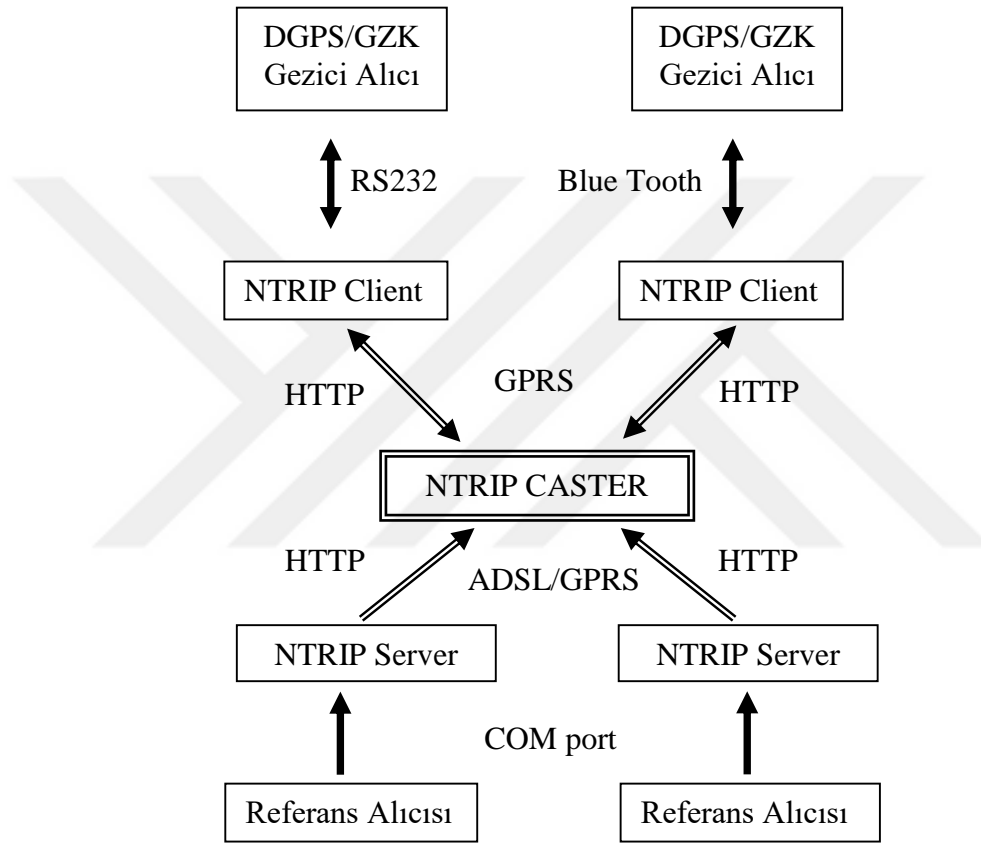 DGPS/GZK
Gezici Alıcı
DGPS/GZK
Gezici Alıcı
RS232
Blue Tooth
NTRIP Client
NTRIP Client
HTTP
GPRS
HTTP
NTRIP CASTER
HTTP
ADSL/GPRS
HTTP
NTRIP Server
NTRIP Server
COM port
Referans Alıcısı
Referans Alıcısı